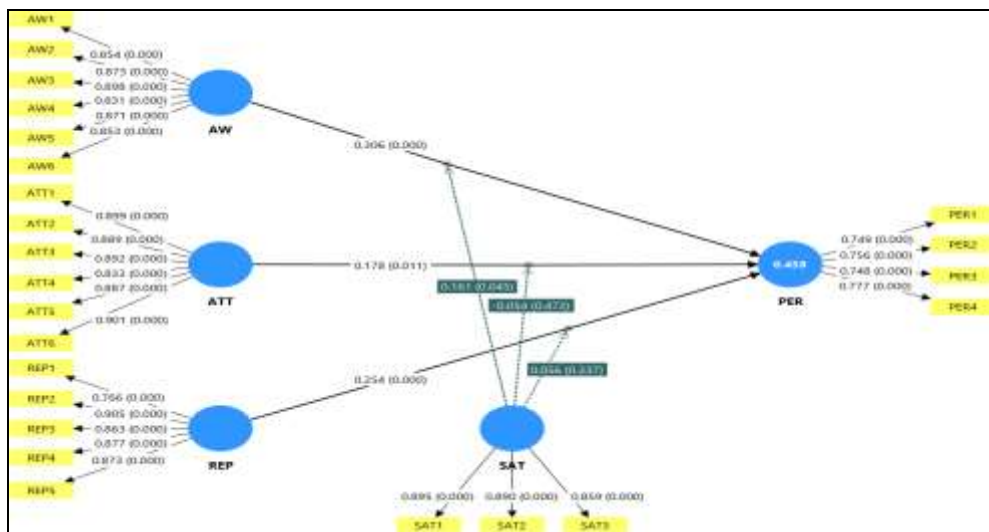 AW1
AW2
AW3
AW4
AW5
AW6
0.854 (0.000)
0.873 (0.000)
0.898 (0.000)
0.831 (0.000)
0.871 (0.000)
0.853 (0.000)
AW
ATT1
ATT2
ATT3
ATT4
ATT5
ATT6
0.899 (0.000)
0.889 (0.000)
0.892 (0.000)
0.833 (0.000)
0.887 (0.000)
0.901 (0.000)
ATT
REP1
REP2
REP3
REP4
REP5
0.766 (0.000)
0.905 (0.000)
0.863 (0.000)
0.877 (0.000)
0.873 (0.000)
REP
0.306 (0.000)
0.178 (0.011)
0.254 (0.000)
0.161 (0.045)
0.056 (0.237)
PER
PER1
PER2
PER3
PER4
0.749 (0.000)
0.756 (0.000)
0.748 (0.000)
0.777 (0.000)
SAT
0.895 (0.000)
0.890 (0.000)
0.859 (0.000)
SAT1
SAT2
SAT3